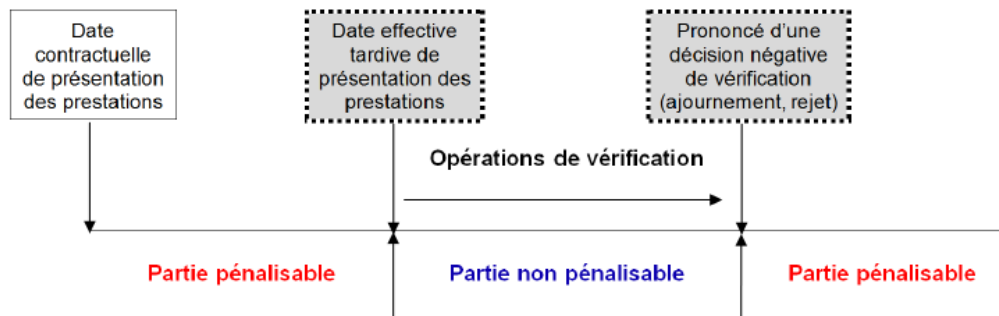 Date
contractuelle
de présentation
des prestations
Date effective
tardive de
présentation des
prestations
Prononcé d'une
décision négative
de vérification
(ajournement, rejet)
Opérations de vérification
Partie pénalisable
Partie non pénalisable
Partie pénalisable